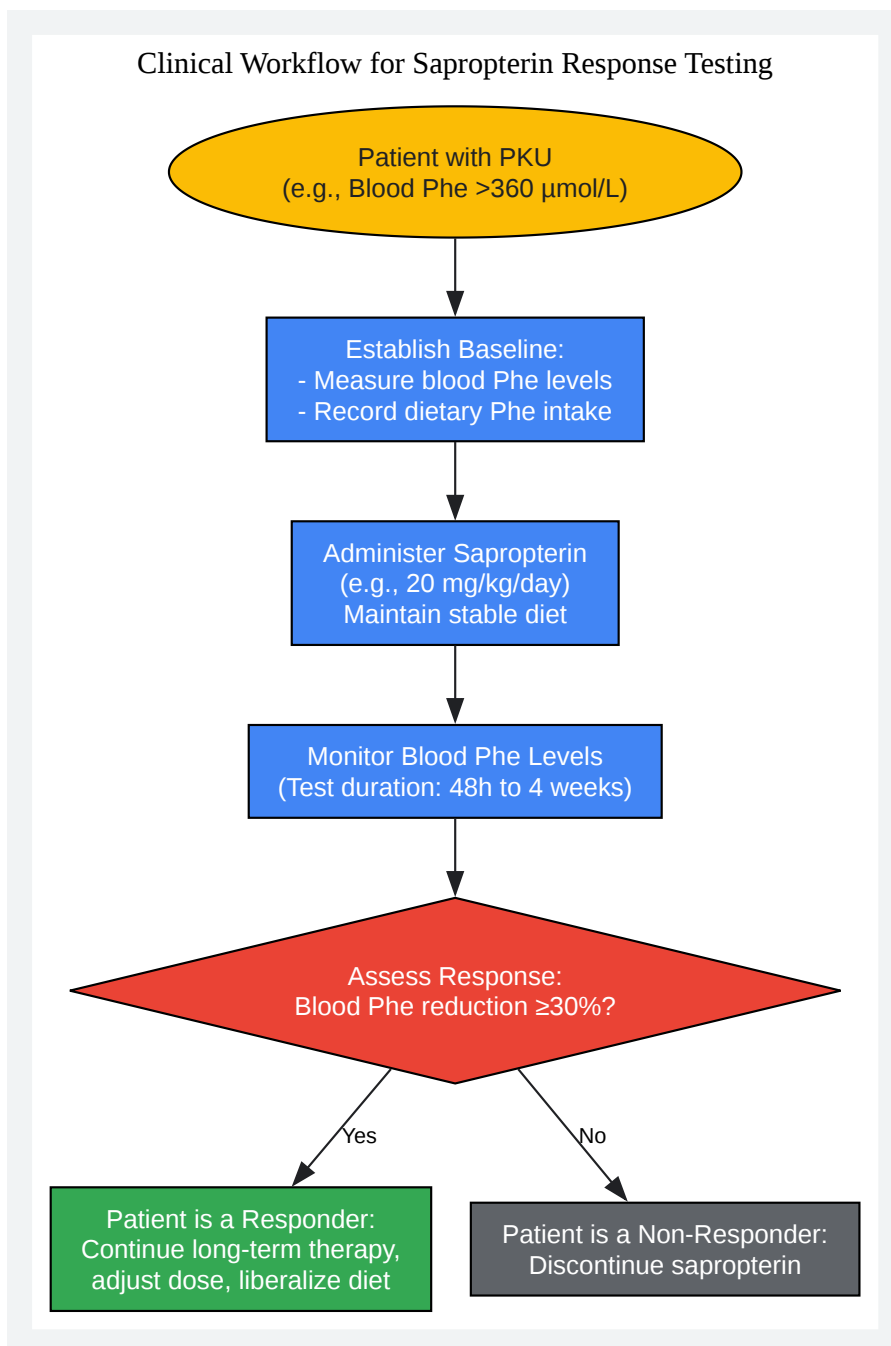 Clinical Workflow for Sapropterin Response Testing
Patient with PKU
(e.g., Blood Phe >360 µmol/L)
Establish Baseline:
- Measure blood Phe levels
- Record dietary Phe intake
Administer Sapropterin
(e.g., 20 mg/kg/day)
Maintain stable diet
Monitor Blood Phe Levels
(Test duration: 48h to 4 weeks)
Assess Response:
Blood Phe reduction ≥30%?
Yes
No
Patient is a Responder:
Continue long-term therapy,
adjust dose, liberalize diet
Patient is a Non-Responder:
Discontinue sapropterin